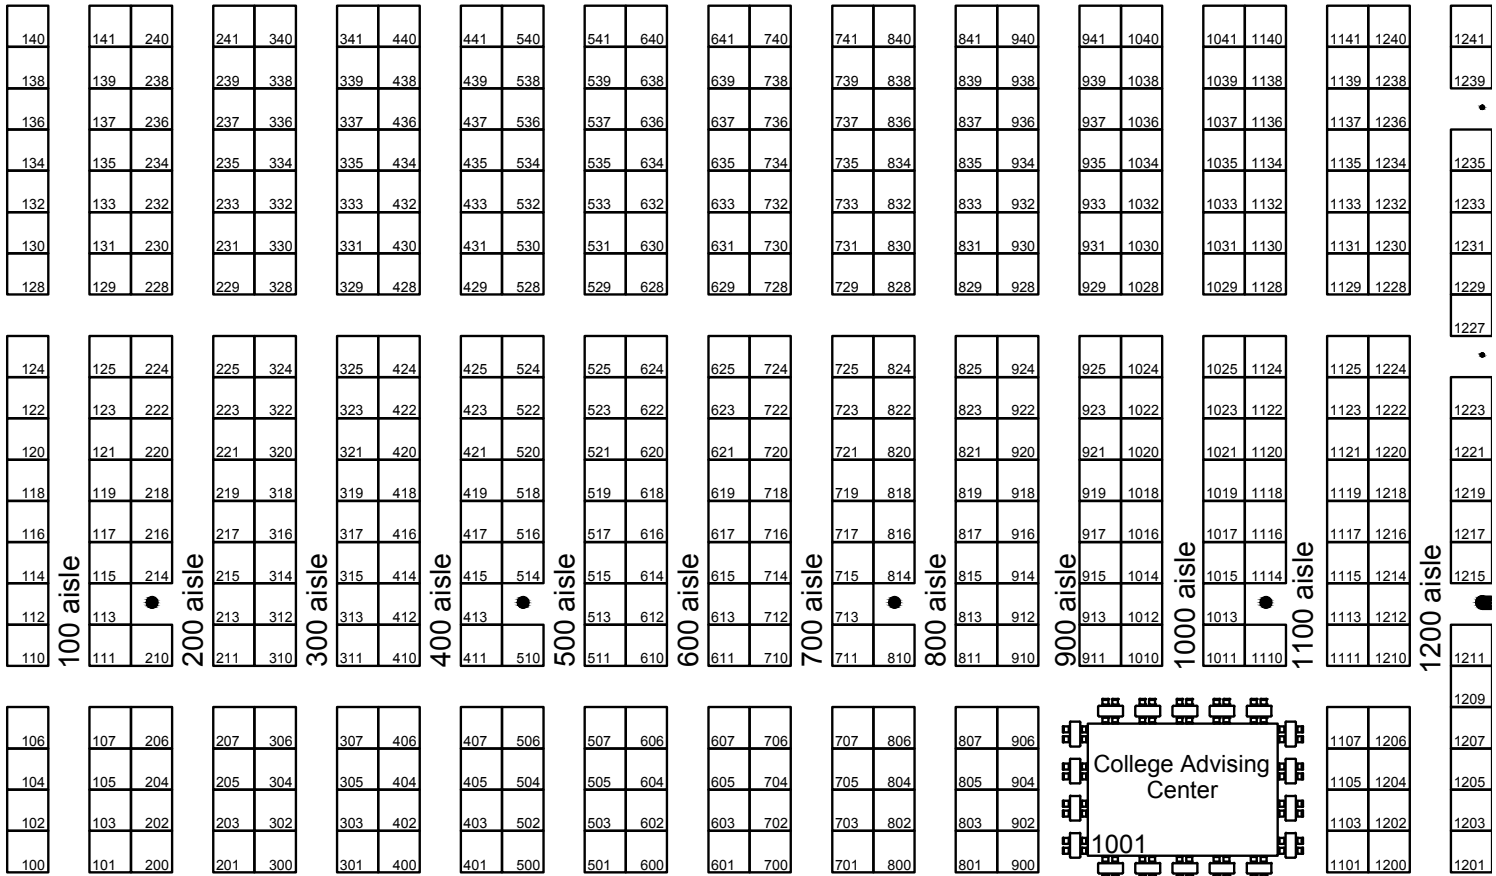 140 141 240 241 340 341 440 441 540 541 640 641 740 741 840 841 940 941 1040 1041 1140 1141 1240 1241
138 139 238 239 338 339 438 439 538 539 638 639 738 739 838 839 938 939 1038 1039 1138 1139 1238 1239
136 137 236 237 336 337 436 437 536 537 636 637 736 737 836 837 936 937 1036 1037 1136 1137 1236
134 135 234 235 334 335 434 435 534 535 634 635 734 735 834 835 934 935 1034 1035 1134 1135 1234 1235
132 133 232 233 332 333 432 433 532 533 632 633 732 733 832 833 932 933 1032 1033 1132 1133 1232 1233
130 131 230 231 330 331 430 431 530 531 630 631 730 731 830 831 930 931 1030 1031 1130 1131 1230 1231
128 129 228 229 328 329 428 429 528 529 628 629 728 729 828 829 928 929 1028 1029 1128 1129 1228 1229
1227
124 125 224 225 324 325 424 425 524 525 624 625 724 725 824 825 924 925 1024 1025 1124 1125 1224
122 123 222 223 322 323 422 423 522 523 622 623 722 723 822 823 922 923 1022 1023 1122 1123 1222 1223
120 121 220 221 320 321 420 421 520 521 620 621 720 721 820 821 920 921 1020 1021 1120 1121 1220 1221
118 119 218 219 318 319 418 419 518 519 618 619 718 719 818 819 918 919 1018 1019 1118 1119 1218 1219
116 117 216 217 316 317 416 417 516 517 616 617 716 717 816 817 916 917 1016 1017 1116 1117 1216 1217
114 115 214 215 314 315 414 415 514 515 614 615 714 715 814 815 914 915 1014 1015 1114 1115 1214 1215
112 113 213 312 313 412 413 513 612 613 712 713 813 912 913 1012 1013 1113 1212
110 111 210 211 310 311 410 411 510 511 610 611 710 711 810 811 910 911 1010 1011 1110 1111 1210 1211
100 aisle
200 aisle
300 aisle
400 aisle
500 aisle
600 aisle
700 aisle
800 aisle
900 aisle
1000 aisle
1100 aisle
1200 aisle
1209
106 107 206 207 306 307 406 407 506 507 606 607 706 707 806 807 906 1107 1206 1207
104 105 204 205 304 305 404 405 504 505 604 605 704 705 804 805 904 1105 1204 1205
102 103 202 203 302 303 402 403 502 503 602 603 702 703 802 803 902 1103 1202 1203
100 101 200 201 300 301 400 401 500 501 600 601 700 701 800 801 900 1101 1200 1201
College Advising
Center
1001